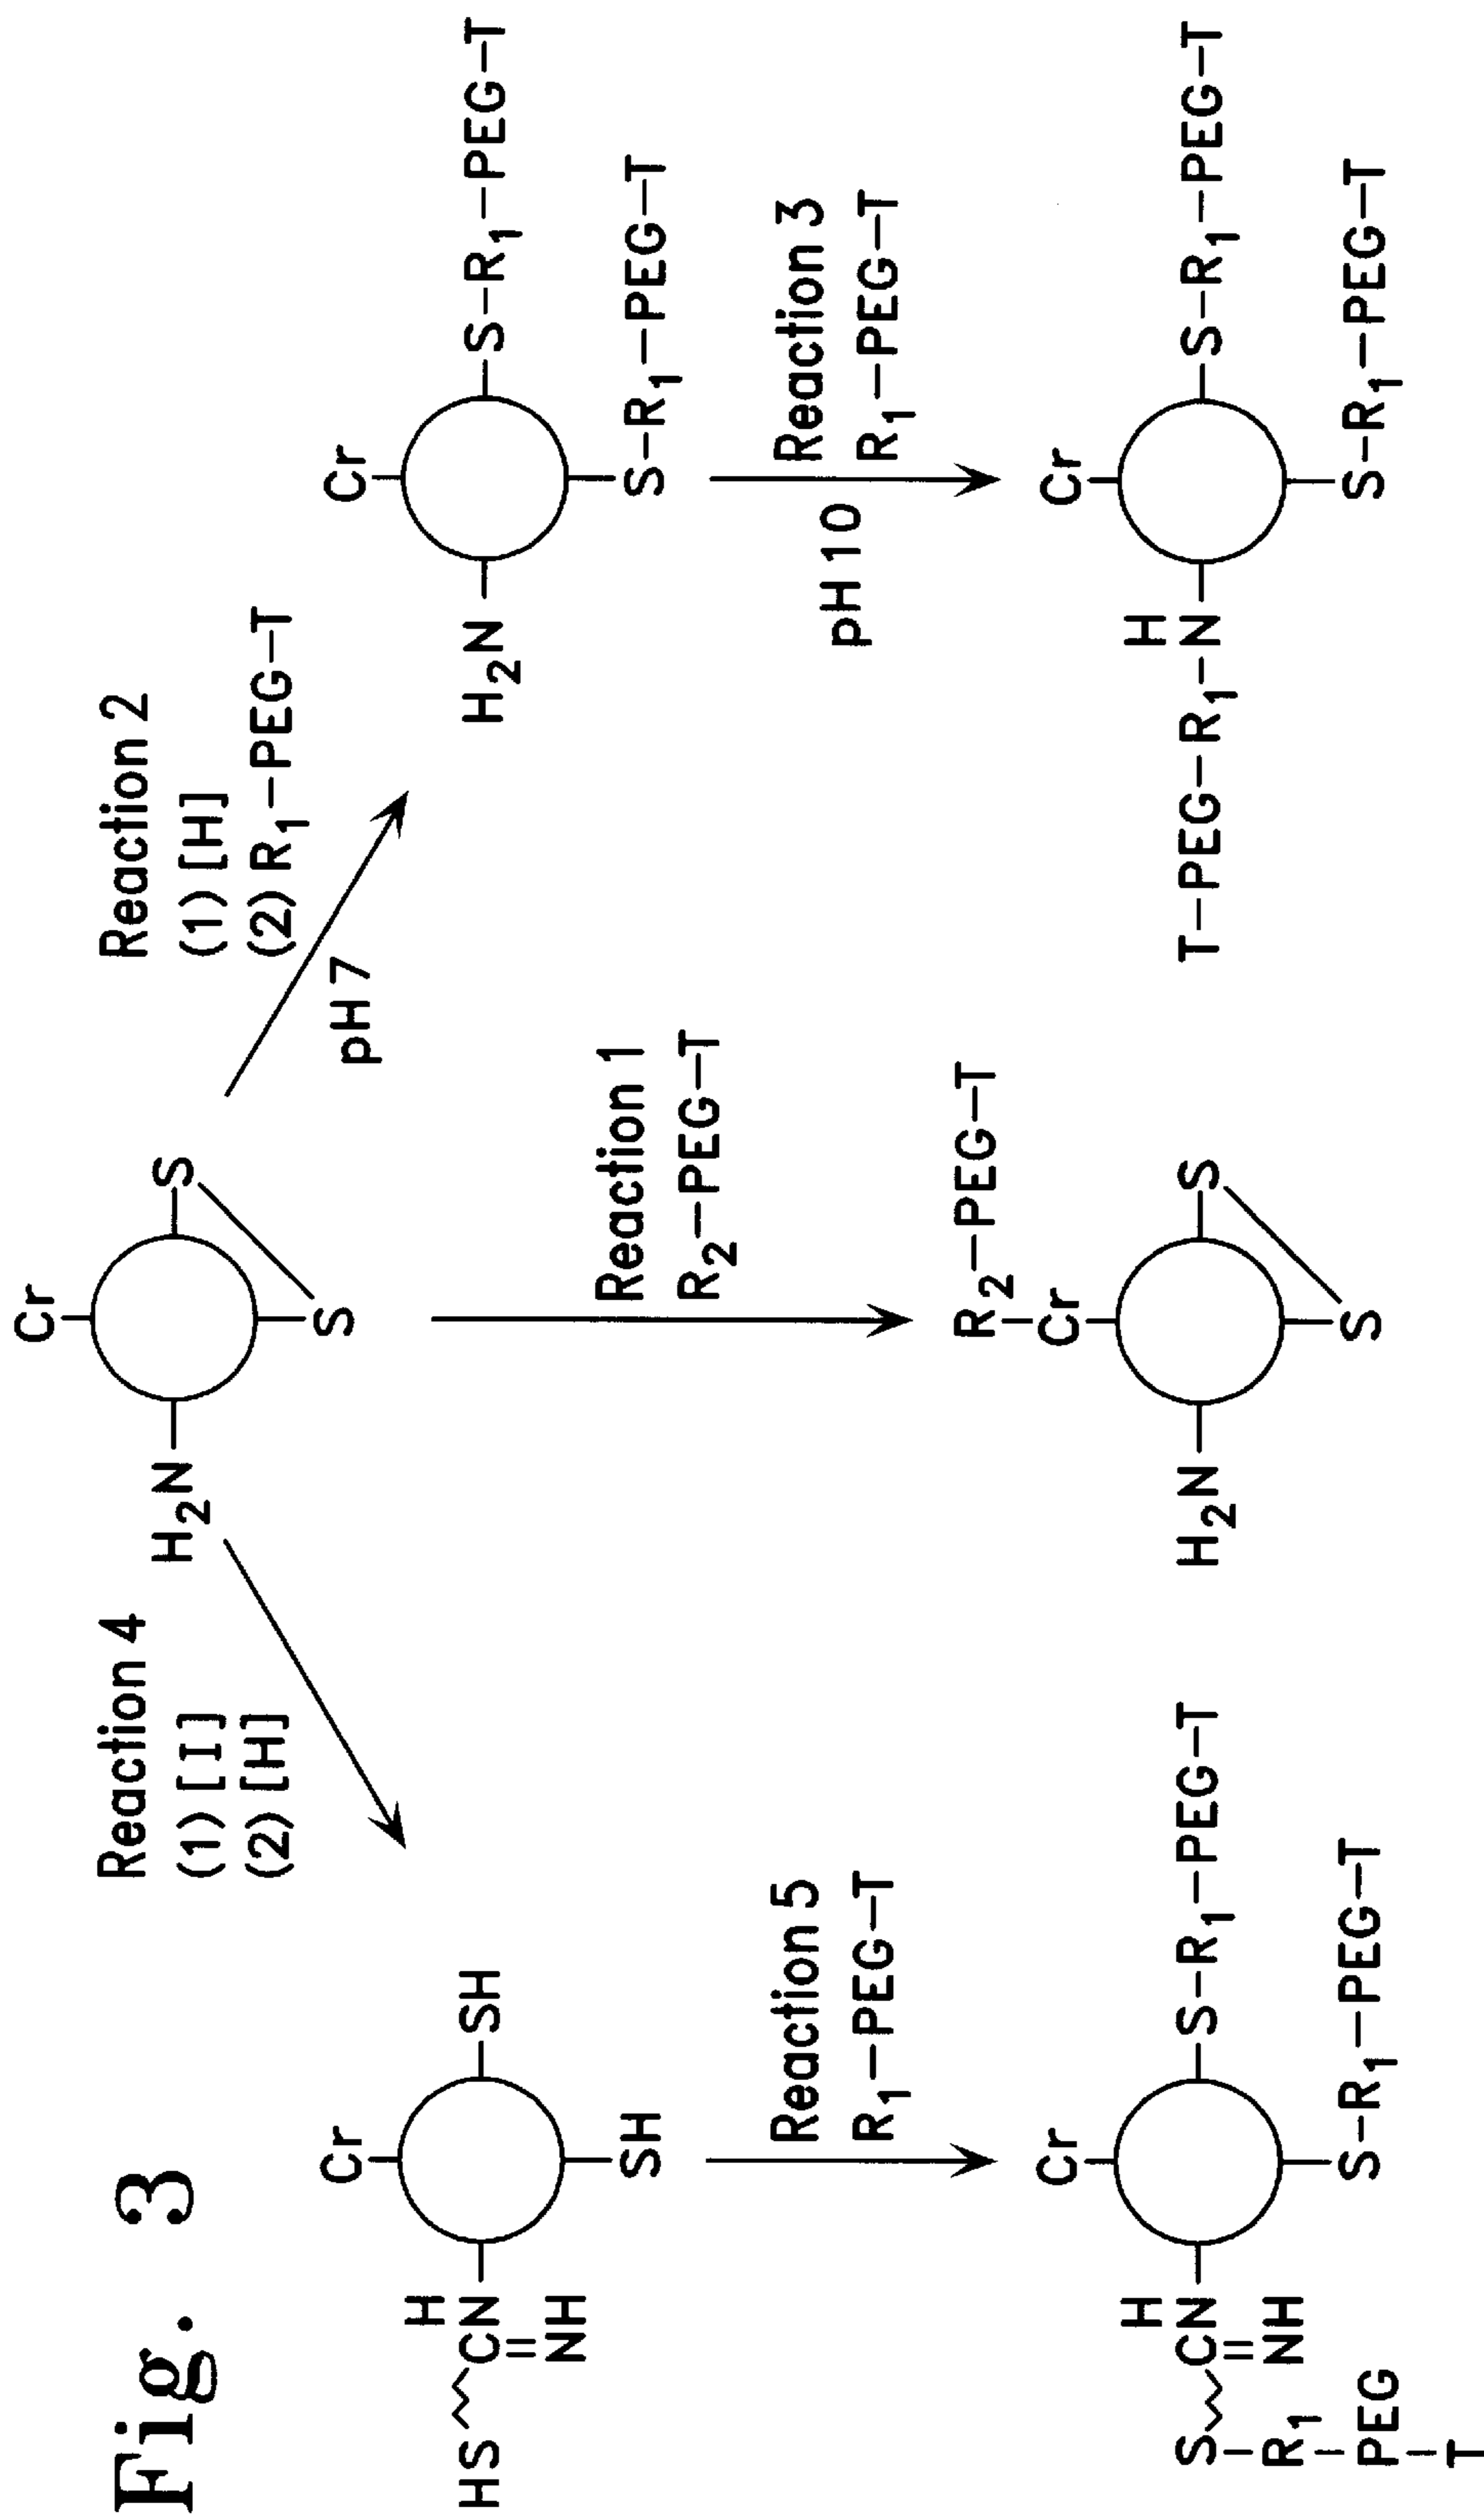 Fig. 3
Cr
H2N
S
S
Reaction 4
(1) [I]
(2) [H]
Reaction 1
R2—PEG—T
Reaction 2
(1) [H]
(2) R1—PEG—T
pH 7
Cr
H
HS CN
SH
NH
SH
Cr
H2N
S—R1—PEG—T
S—R1—PEG—T
Reaction 5
R1—PEG—T
pH 10
Reaction 3
R1—PEG—T
Cr
H
S CN
S—R1—PEG—T
NH
R1
PEG
T
S—R1—PEG—T
R2—PEG—T
Cr
H2N
S
S
Cr
H
T—PEG—R1—N
S—R1—PEG—T
S—R1—PEG—T